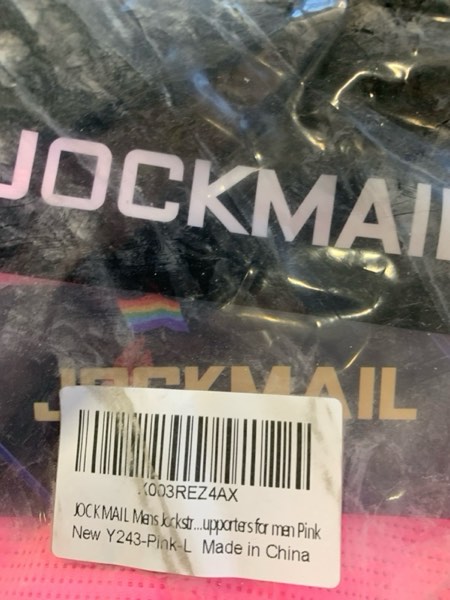 JOCKMAIL
JOCKMAIL
X003REZ4AX
JOCKMAIL Mens Jockstr...upporters for men Pink
New Y243-Pink-L Made in China